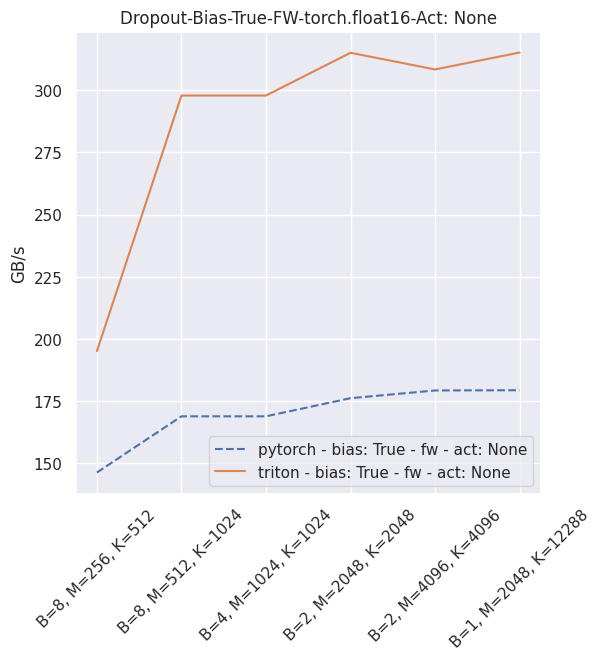 Dropout-Bias-True-FW-torch.float16-Act: None
GB/s
300
275
250
225
200
175
150
pytorch - bias: True - fw - act: None
triton - bias: True - fw - act: None
B=8, M=256, K=512
B=8, M=512, K=1024
B=4, M=1024, K=1024
B=2, M=2048, K=2048
B=2, M=4096, K=4096
B=1, M=2048, K=12288